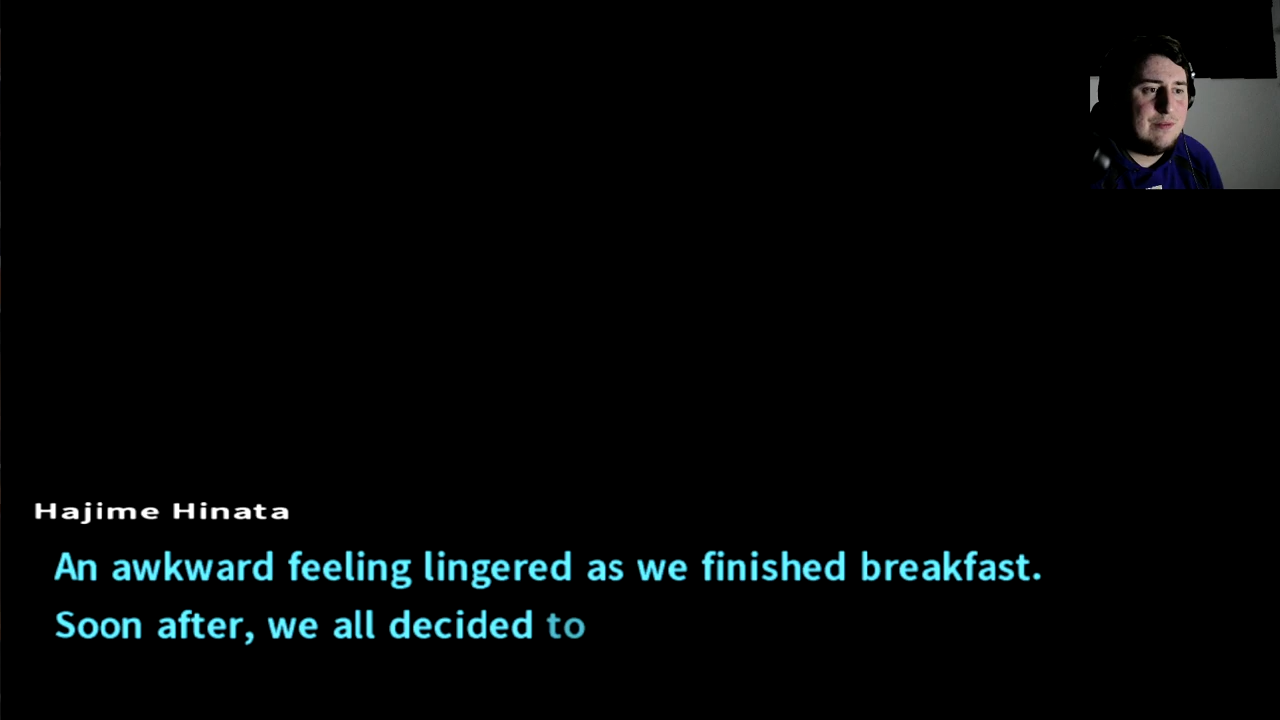 Hajime Hinata
An awkward feeling lingered as we finished breakfast.
Soon after, we all decided to